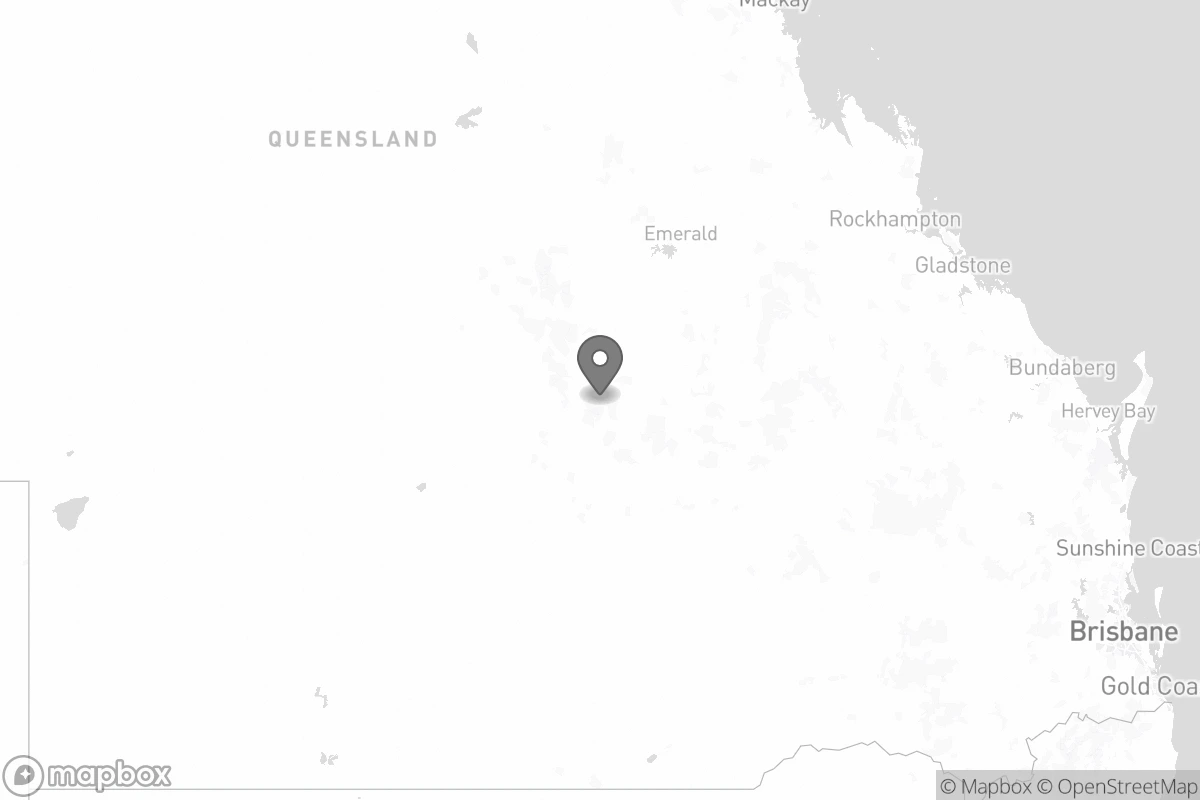 Mackay
QUEENSLAND
Rockhampton
Emerald
Gladstone
Bundaberg
Hervey Bay
Sunshine Coast
Brisbane
Gold Coa
mapbox
© Mapbox © OpenStreetMap